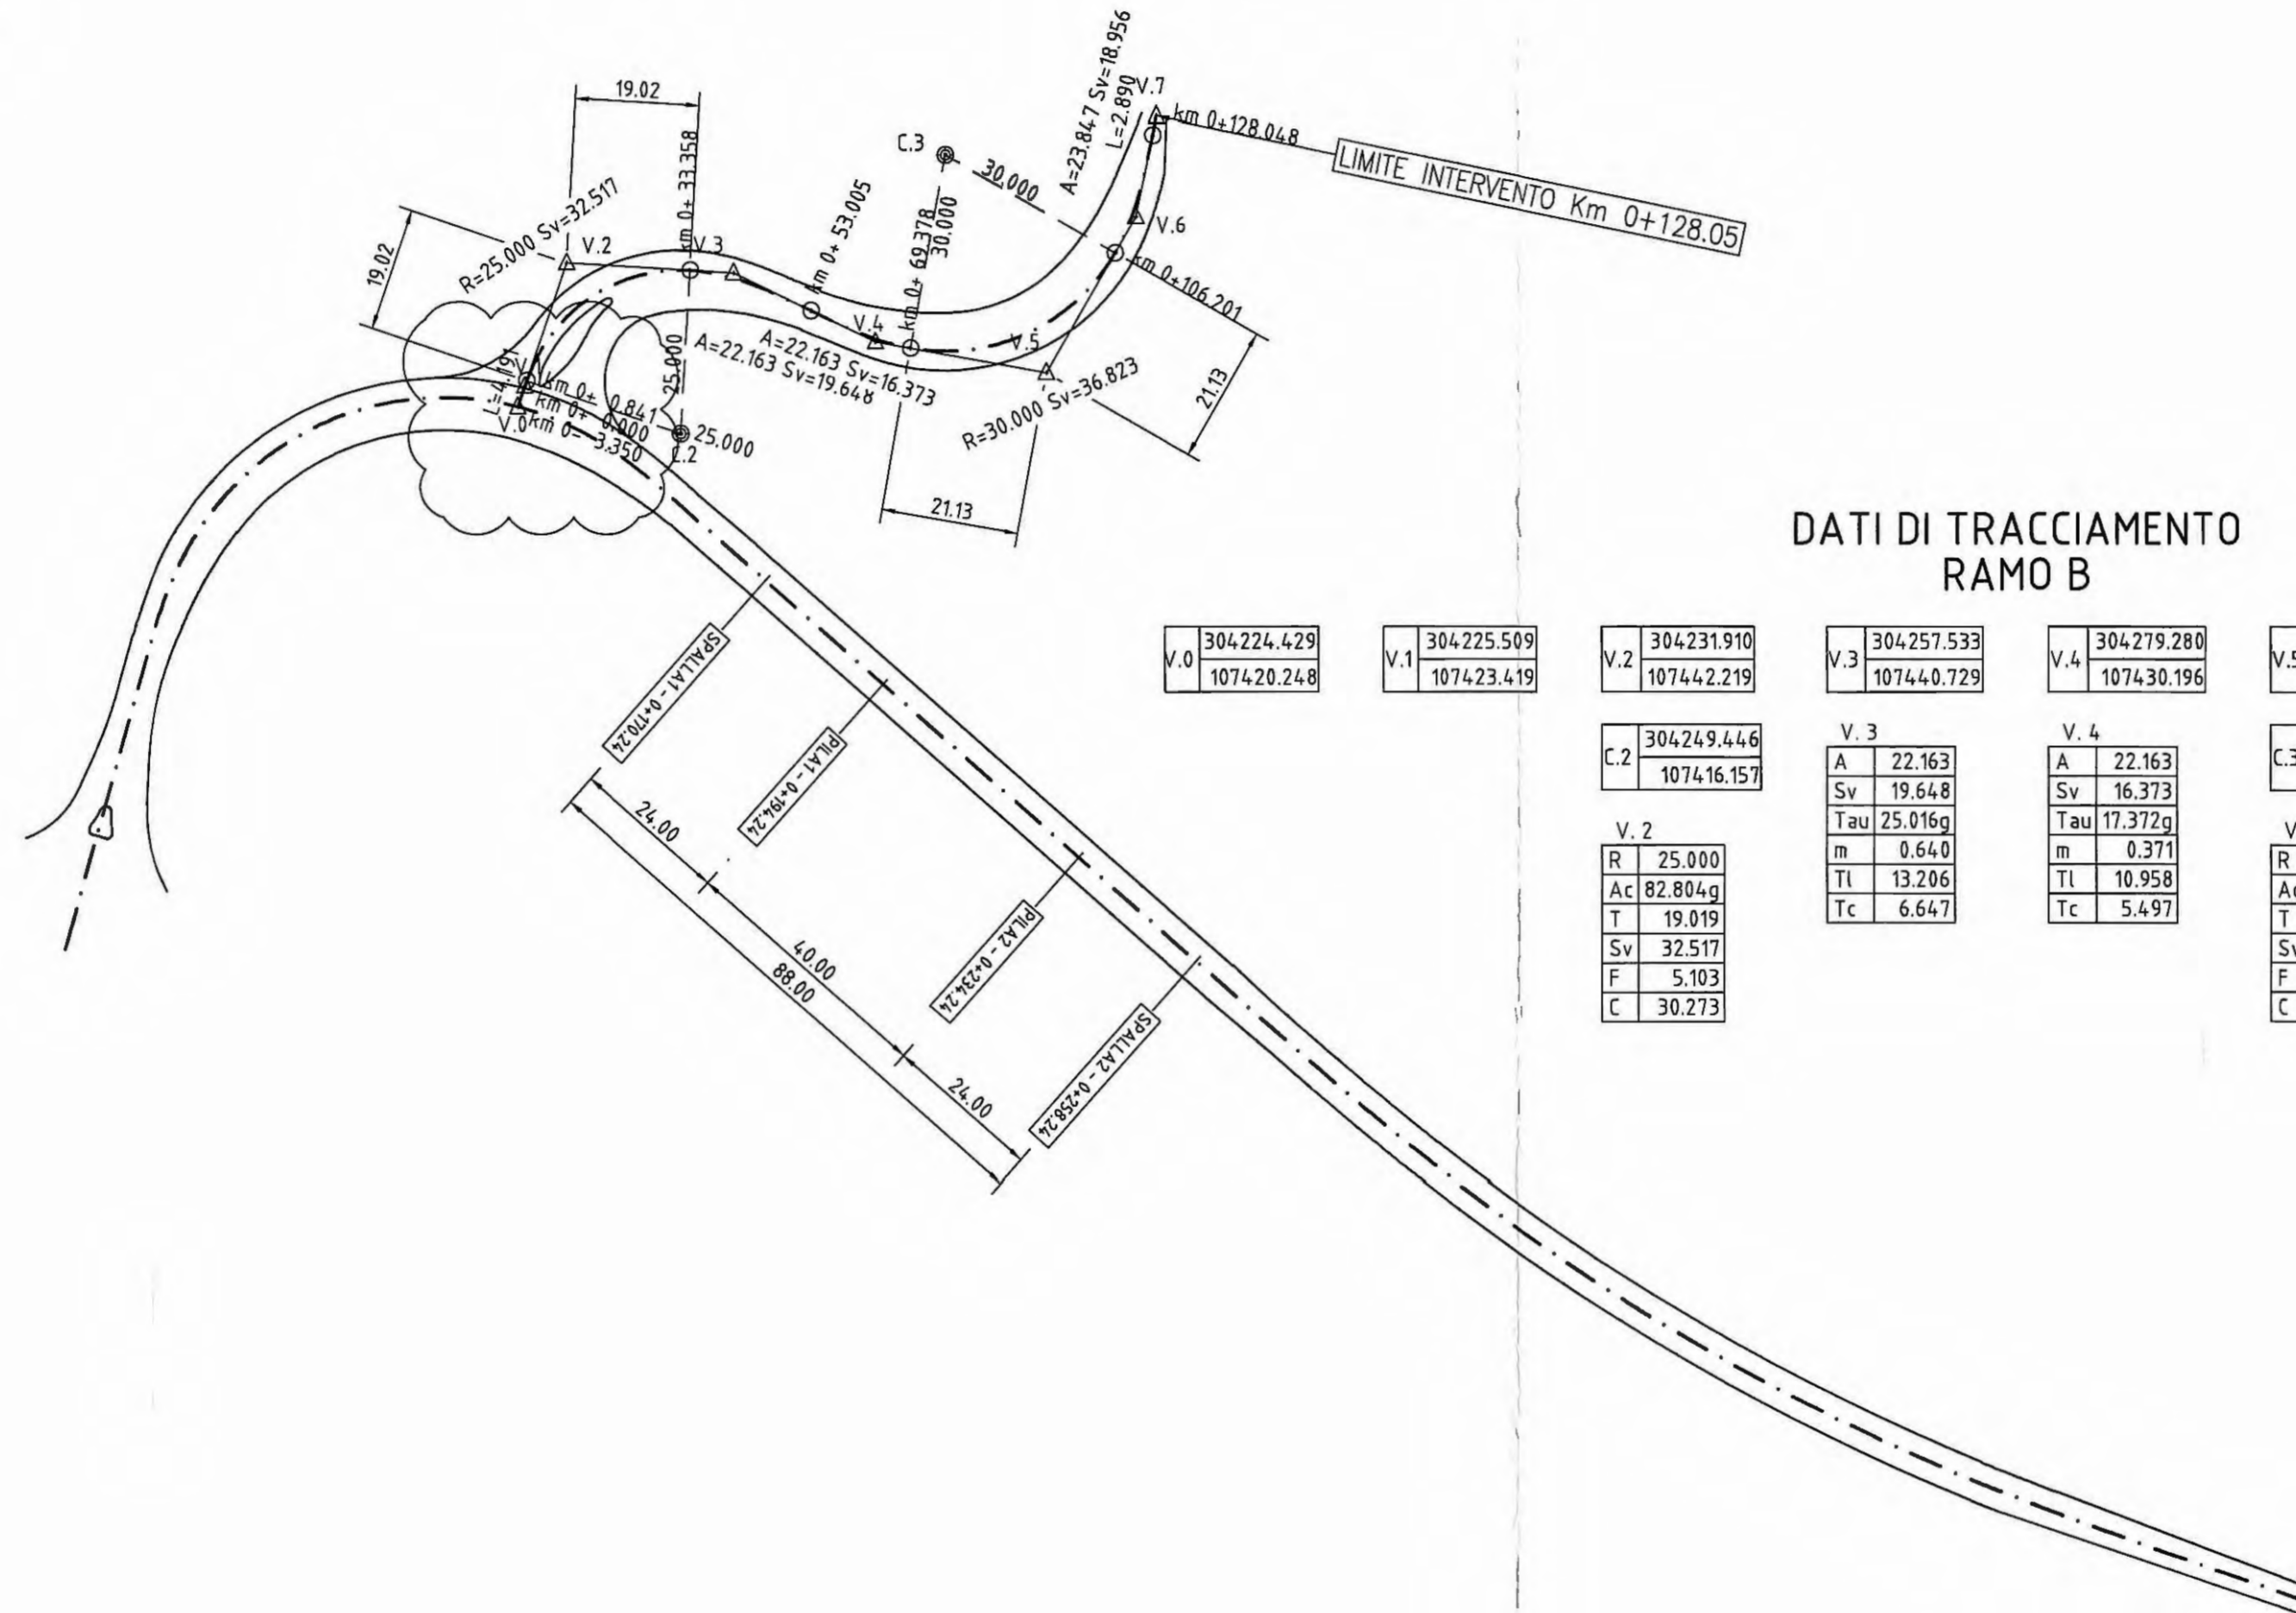 19.02
19.02
R=25.000 Sv=32.517
V.2
km 0+ 33.358
V.3
km 0+ 53.005
C.3
30.000
km 0+ 69.378
30.000
A=23.847 Sv=18.956
L=2.890
V.7
km 0+128.048
LIMITE INTERVENTO Km 0+128.05
V.6
km 0+106.201
V.4
V.5
A=22.163 Sv=16.373
A=22.163 Sv=19.648
25.000
L=4.191
km 0+ 0.841
km 0+ 0.000
km 0- 3.350
V.0
25.000
C.2
R=30.000 Sv=36.823
21.13
21.13
SPALLA1 - 0+170.24
PILA1 - 0+194.24
PILA2 - 0+234.24
SPALLA2 - 0+258.24
24.00
40.00
88.00
24.00
DATI DI TRACCIAMENTO
RAMO B
V.0 304224.429
107420.248
V.1 304225.509
107423.419
V.2 304231.910
107442.219
V.3 304257.533
107440.729
V.4 304279.280
107430.196
C.2 304249.446
107416.157
V. 2
R 25.000
Ac 82.804g
T 19.019
Sv 32.517
F 5.103
C 30.273
V. 3
A 22.163
Sv 19.648
Tau 25.016g
m 0.640
Tl 13.206
Tc 6.647
V. 4
A 22.163
Sv 16.373
Tau 17.372g
m 0.371
Tl 10.958
Tc 5.497
R
T
F
C